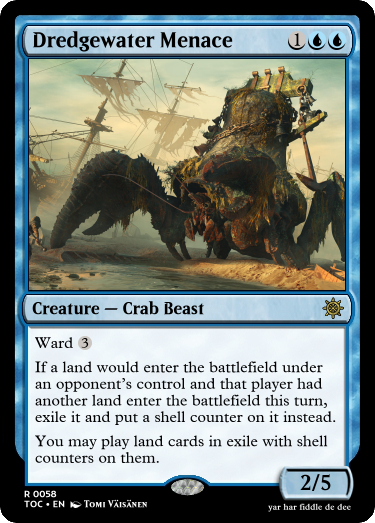 Dredgewater Menace 1
Creature — Crab Beast
Ward 3
If a land would enter the battlefield under
an opponent's control and that player had
another land enter the battlefield this turn,
exile it and put a shell counter on it instead.
You may play land cards in exile with shell
counters on them.
2/5
R 0058
TOC • EN Tomi Väisänen
yar har fiddle de dee